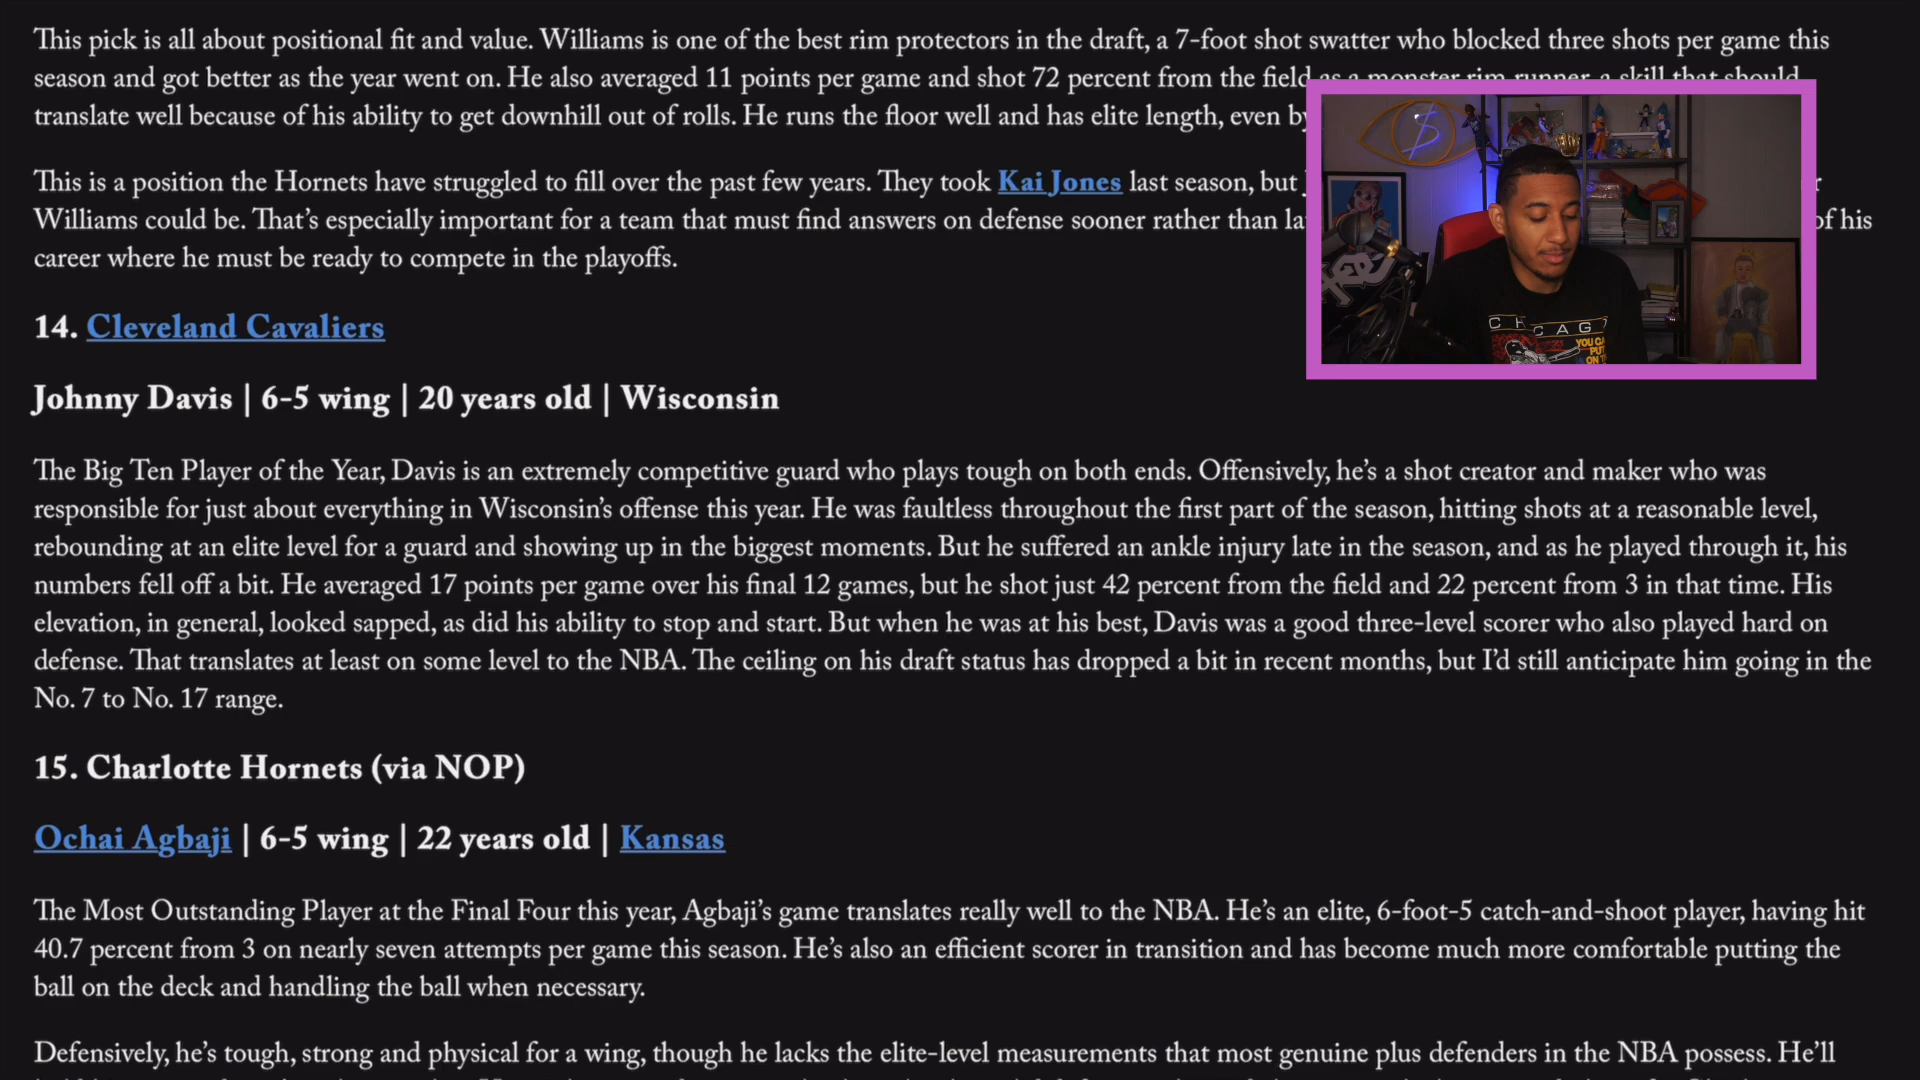 This pick is all about positional fit and value. Williams is one of the best rim protectors in the draft, a 7-foot shot swatter who blocked three shots per game this
season and got better as the year went on. He also averaged 11 points per game and shot 72 percent from the field as a monster rim runner, a skill that should
translate well because of his ability to get downhill out of rolls. He runs the floor well and has elite length, even by
This is a position the Hornets have struggled to fill over the past few years. They took Kai Jones last season, but
Williams could be. That’s especially important for a team that must find answers on defense sooner rather than of his
career where he must be ready to compete in the playoffs.
14. Cleveland Cavaliers
CHICAG
YOU CA
PUT
ON T
Johnny Davis | 6-5 wing | 20 years old | Wisconsin
The Big Ten Player of the Year, Davis is an extremely competitive guard who plays tough on both ends. Offensively, he’s a shot creator and maker who was
responsible for just about everything in Wisconsin’s offense this year. He was faultless throughout the first part of the season, hitting shots at a reasonable level,
rebounding at an elite level for a guard and showing up in the biggest moments. But he suffered an ankle injury late in the season, and as he played through it, his
numbers fell off a bit. He averaged 17 points per game over his final 12 games, but he shot just 42 percent from the field and 22 percent from 3 in that time. His
elevation, in general, looked sapped, as did his ability to stop and start. But when he was at his best, Davis was a good three-level scorer who also played hard on
defense. That translates at least on some level to the NBA. The ceiling on his draft status has dropped a bit in recent months, but I’d still anticipate him going in the
No. 7 to No. 17 range.
15. Charlotte Hornets (via NOP)
Ochai Agbaji | 6-5 wing | 22 years old | Kansas
The Most Outstanding Player at the Final Four this year, Agbaji’s game translates really well to the NBA. He’s an elite, 6-foot-5 catch-and-shoot player, having hit
40.7 percent from 3 on nearly seven attempts per game this season. He’s also an efficient scorer in transition and has become much more comfortable putting the
ball on the deck and handling the ball when necessary.
Defensively, he’s tough, strong and physical for a wing, though he lacks the elite-level measurements that most genuine plus defenders in the NBA possess. He’ll